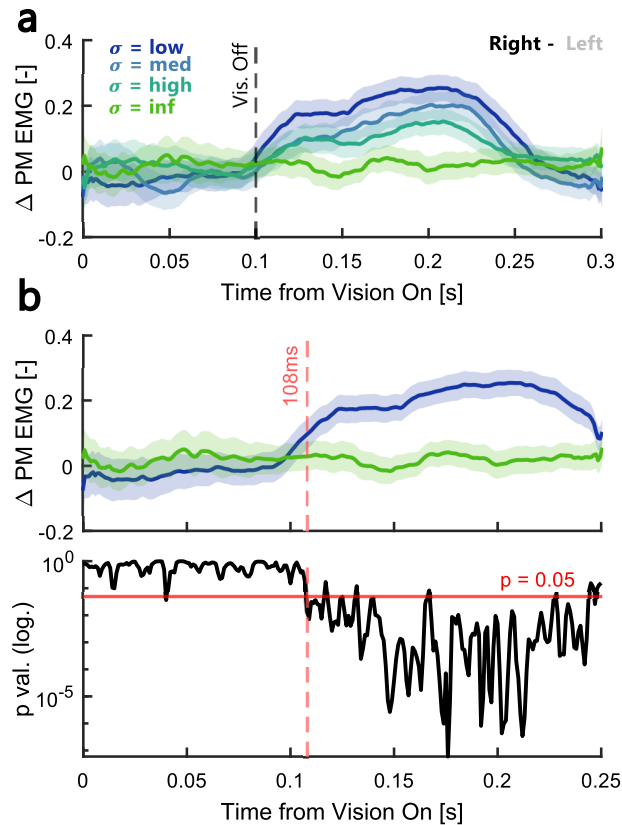 a
σ = low
σ = med
σ = high
σ = inf
Vis. Off
Right - Left
Δ PM EMG [-]
0.4
0.2
0
-0.2
0 0.05 0.1 0.15 0.2 0.25 0.3
Time from Vision On [s]
b
108ms
Δ PM EMG [-]
0.4
0.2
0
-0.2
p = 0.05
p val. (log.)
10^0
10^-5
0 0.05 0.1 0.15 0.2 0.25
Time from Vision On [s]